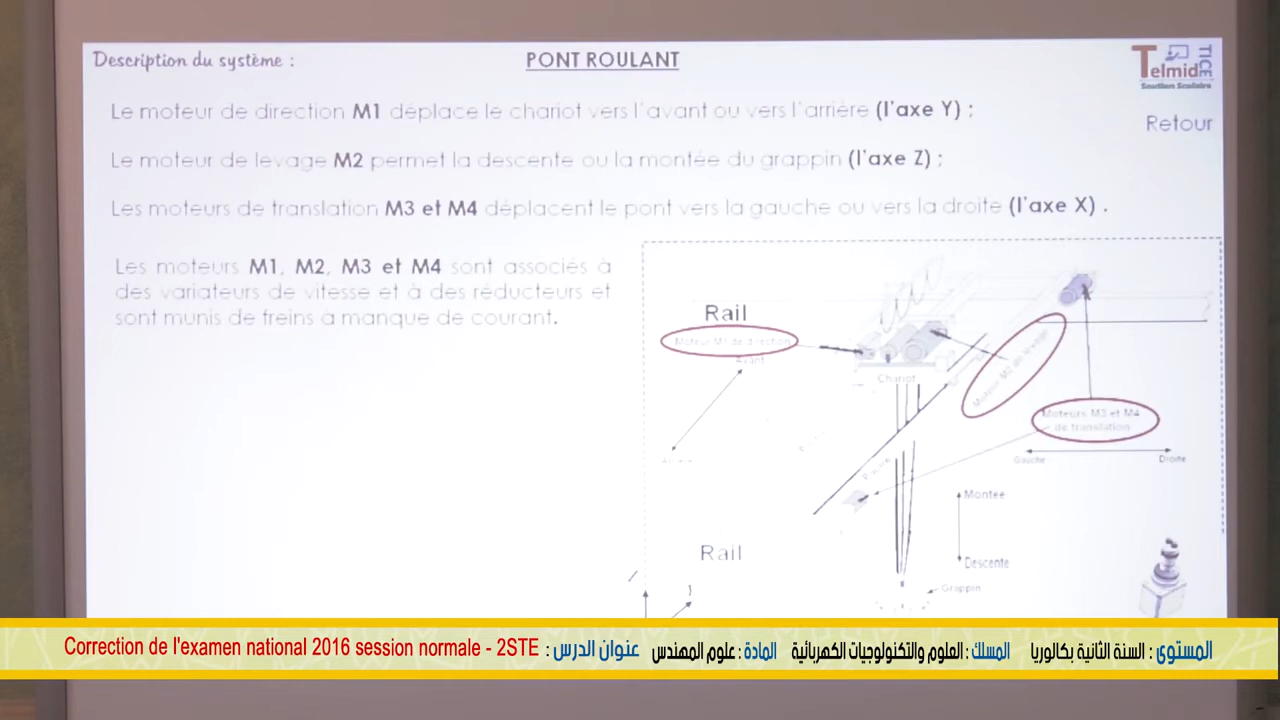 Description du système :
PONT ROULANT
Telmid TICE
Soutien Scolaire
Le moteur de direction M1 déplace le chariot vers l'avant ou vers l'arrière (l'axe Y) ;
Retour
Le moteur de levage M2 permet la descente ou la montée du grappin (l'axe Z) ;
Les moteurs de translation M3 et M4 déplacent le pont vers la gauche ou vers la droite (l'axe X) .
Les moteurs M1, M2, M3 et M4 sont associés à
des variateurs de vitesse et à des réducteurs et
sont munis de freins à manque de courant.
Rail
Moteur M1 de direction
Avant
Chariot
Moteur M2 de levage
Moteurs M3 et M4
de translation
Gauche
Droite
Montée
Rail
Descente
Grappin
Correction de l'examen national 2016 session normale - 2STE : عنوان الدرس
المادة : علوم المهندس
المسلك : العلوم والتكنولوجيات الكهربائية
المستوى : السنة الثانية بكالوريا